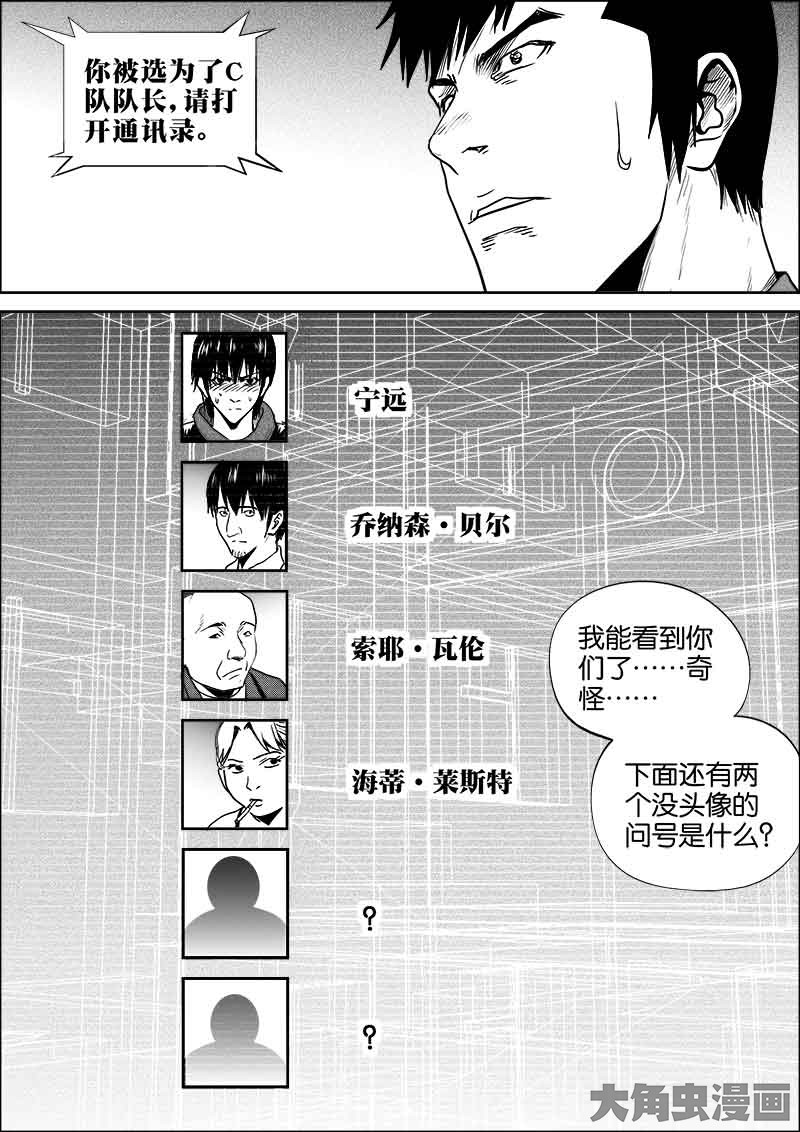 你被选为了C
队队长，请打
开通讯录。
宁远
乔纳森·贝尔
索耶·瓦伦
我能看到你
们了……奇
怪……
海蒂·莱斯特
下面还有两
个没头像的
问号是什么？
？
？
大角虫漫画